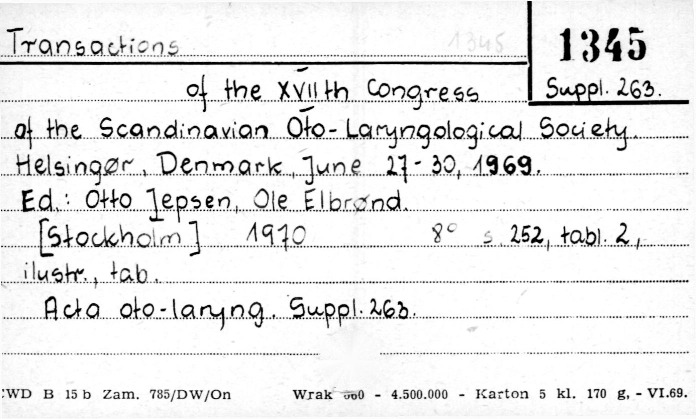 Transactions 1345
1345
Suppl. 263.
of the XVIIth Congress
of the Scandinavian Oto-Laryngological Society.
Helsingør, Denmark, June 27-30, 1969.
Ed.: Otto Jepsen, Ole Elbrønd.
[Stockholm] 1970 8° s. 252, tabl. 2,
ilustr., tab.
Acta oto-laryng. Suppl. 263.
WD B 15 b Zam. 785/DW/On Wrak - 4.500.000 - Karton 5 kl. 170 g, - VI.69.